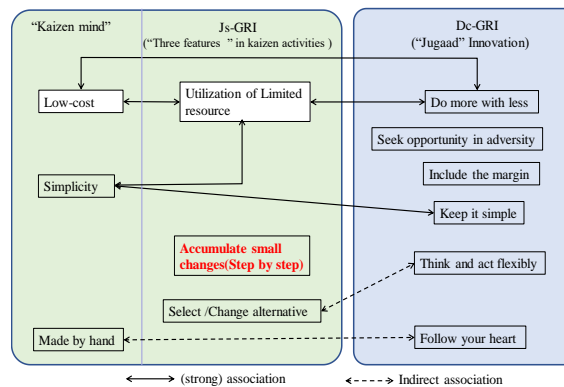 “Kaizen mind”
Js-GRI
(“Three features ” in kaizen activities )
Dc-GRI
(“Jugaad” Innovation)
Low-cost
Utilization of Limited
resource
Do more with less
Seek opportunity in adversity
Include the margin
Simplicity
Keep it simple
Accumulate small
changes(Step by step)
Think and act flexibly
Select /Change alternative
Made by hand
Follow your heart
(strong) association
Indirect association